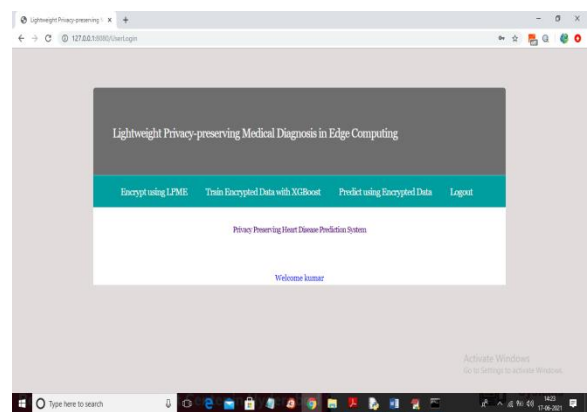 Lightweight Privacy-preserving
127.0.0.1:8080/UserLogin
Lightweight Privacy-preserving Medical Diagnosis in Edge Computing
Encrypt using LPME Train Encrypted Data with XGBoost Predict using Encrypted Data Logout
Privacy Preserving Heart Disease Prediction System
Welcome kumar
Activate Windows
Go to Settings to activate Windows.
Type here to search
14:23
17-06-2021